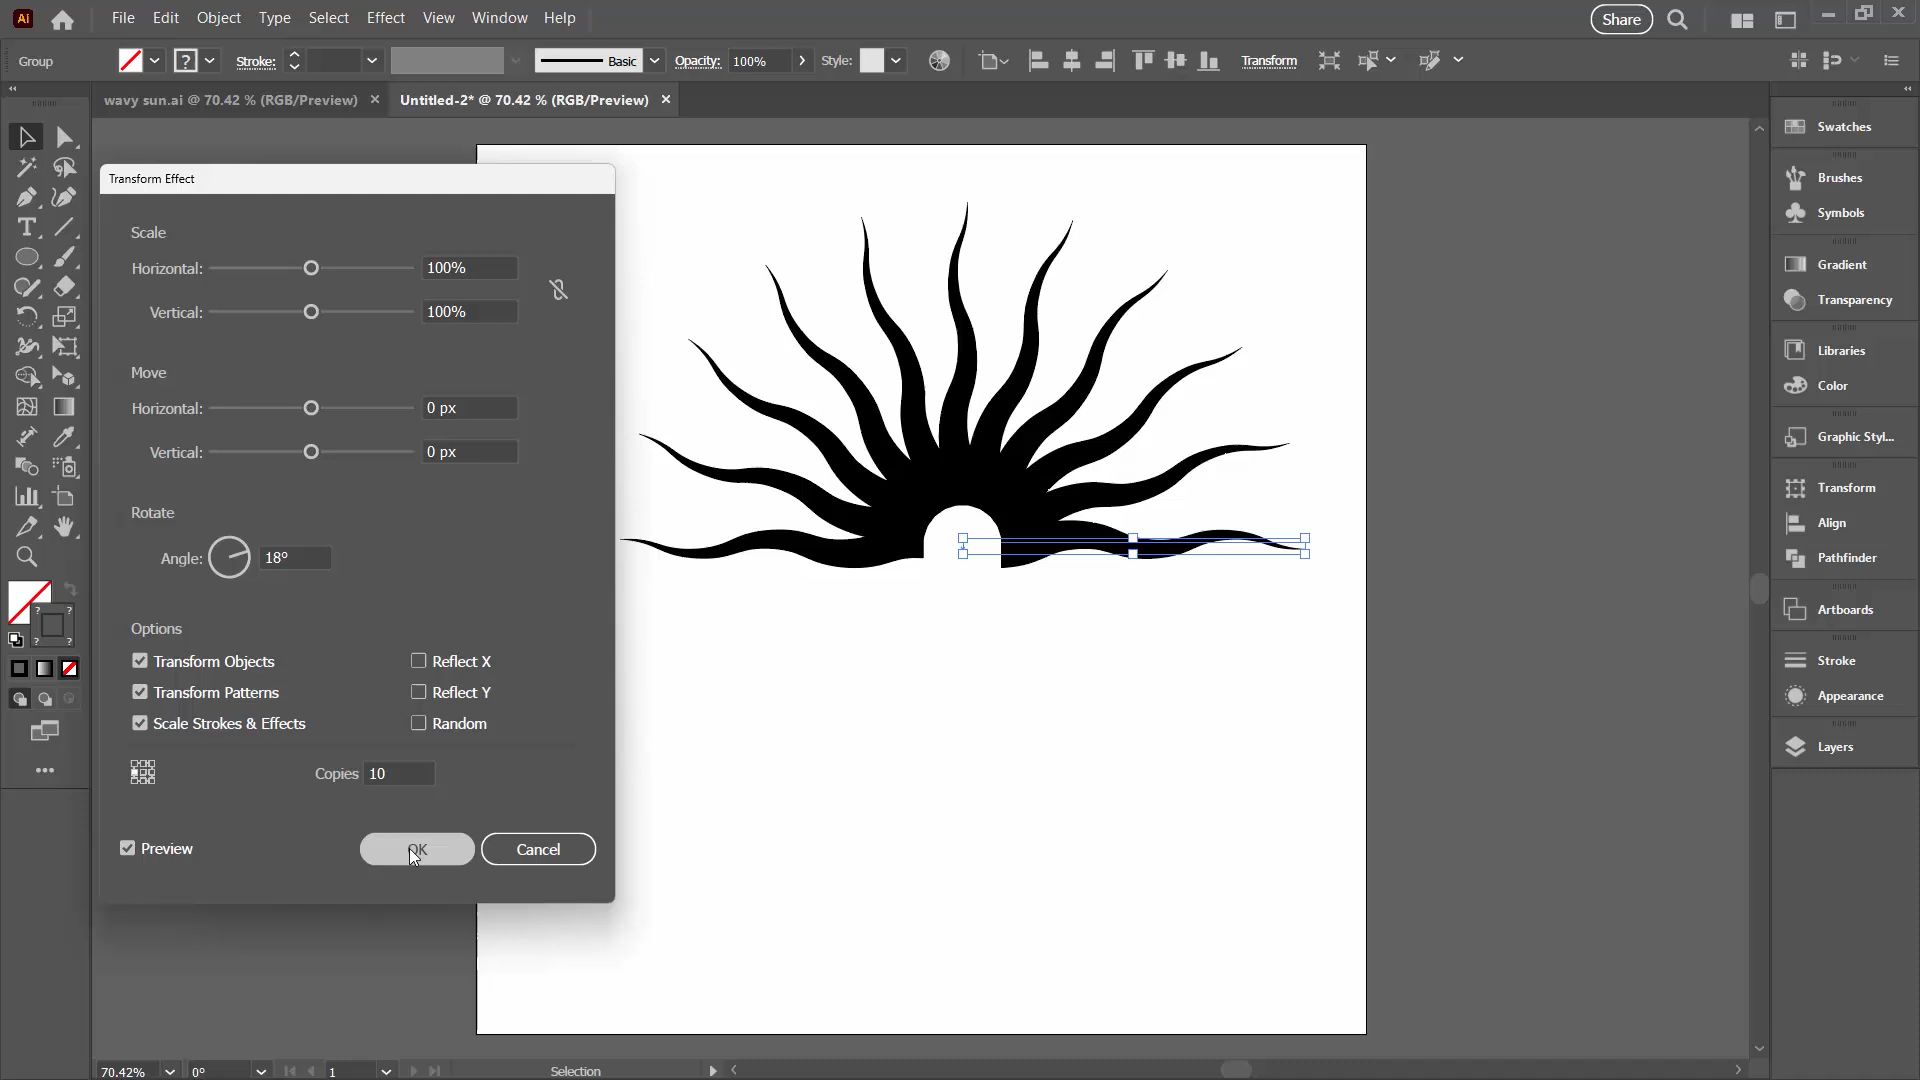 Ai File Edit Object Type Select Effect View Window Help Share
Group ? Stroke: Basic Opacity: 100% Style: Transform
wavy sun.ai @ 70.42 % (RGB/Preview) Untitled-2* @ 70.42 % (RGB/Preview)
Transform Effect
Scale
Horizontal: 100%
Vertical: 100%
Move
Horizontal: 0 px
Vertical: 0 px
Rotate
Angle: 18°
Options
Transform Objects Reflect X
Transform Patterns Reflect Y
Scale Strokes & Effects Random
Copies 10
Preview OK Cancel
Swatches
Brushes
Symbols
Gradient
Transparency
Libraries
Color
Graphic Styl...
Transform
Align
Pathfinder
Artboards
Stroke
Appearance
Layers
70.42% 0° 1 Selection